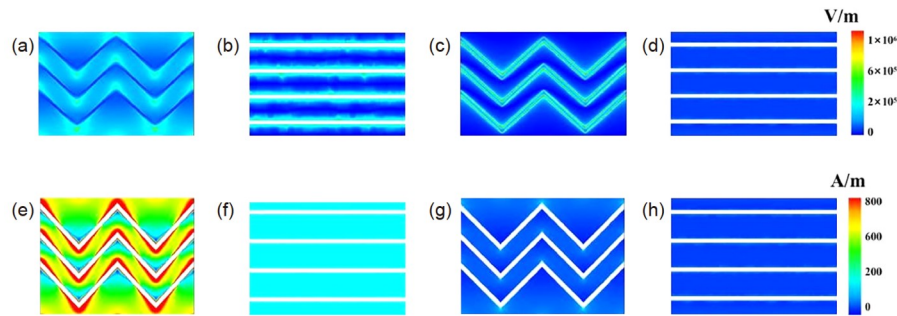 V/m
(a) (b) (c) (d)
1×10⁶
6×10⁵
2×10⁵
0
A/m
(e) (f) (g) (h)
800
600
200
0